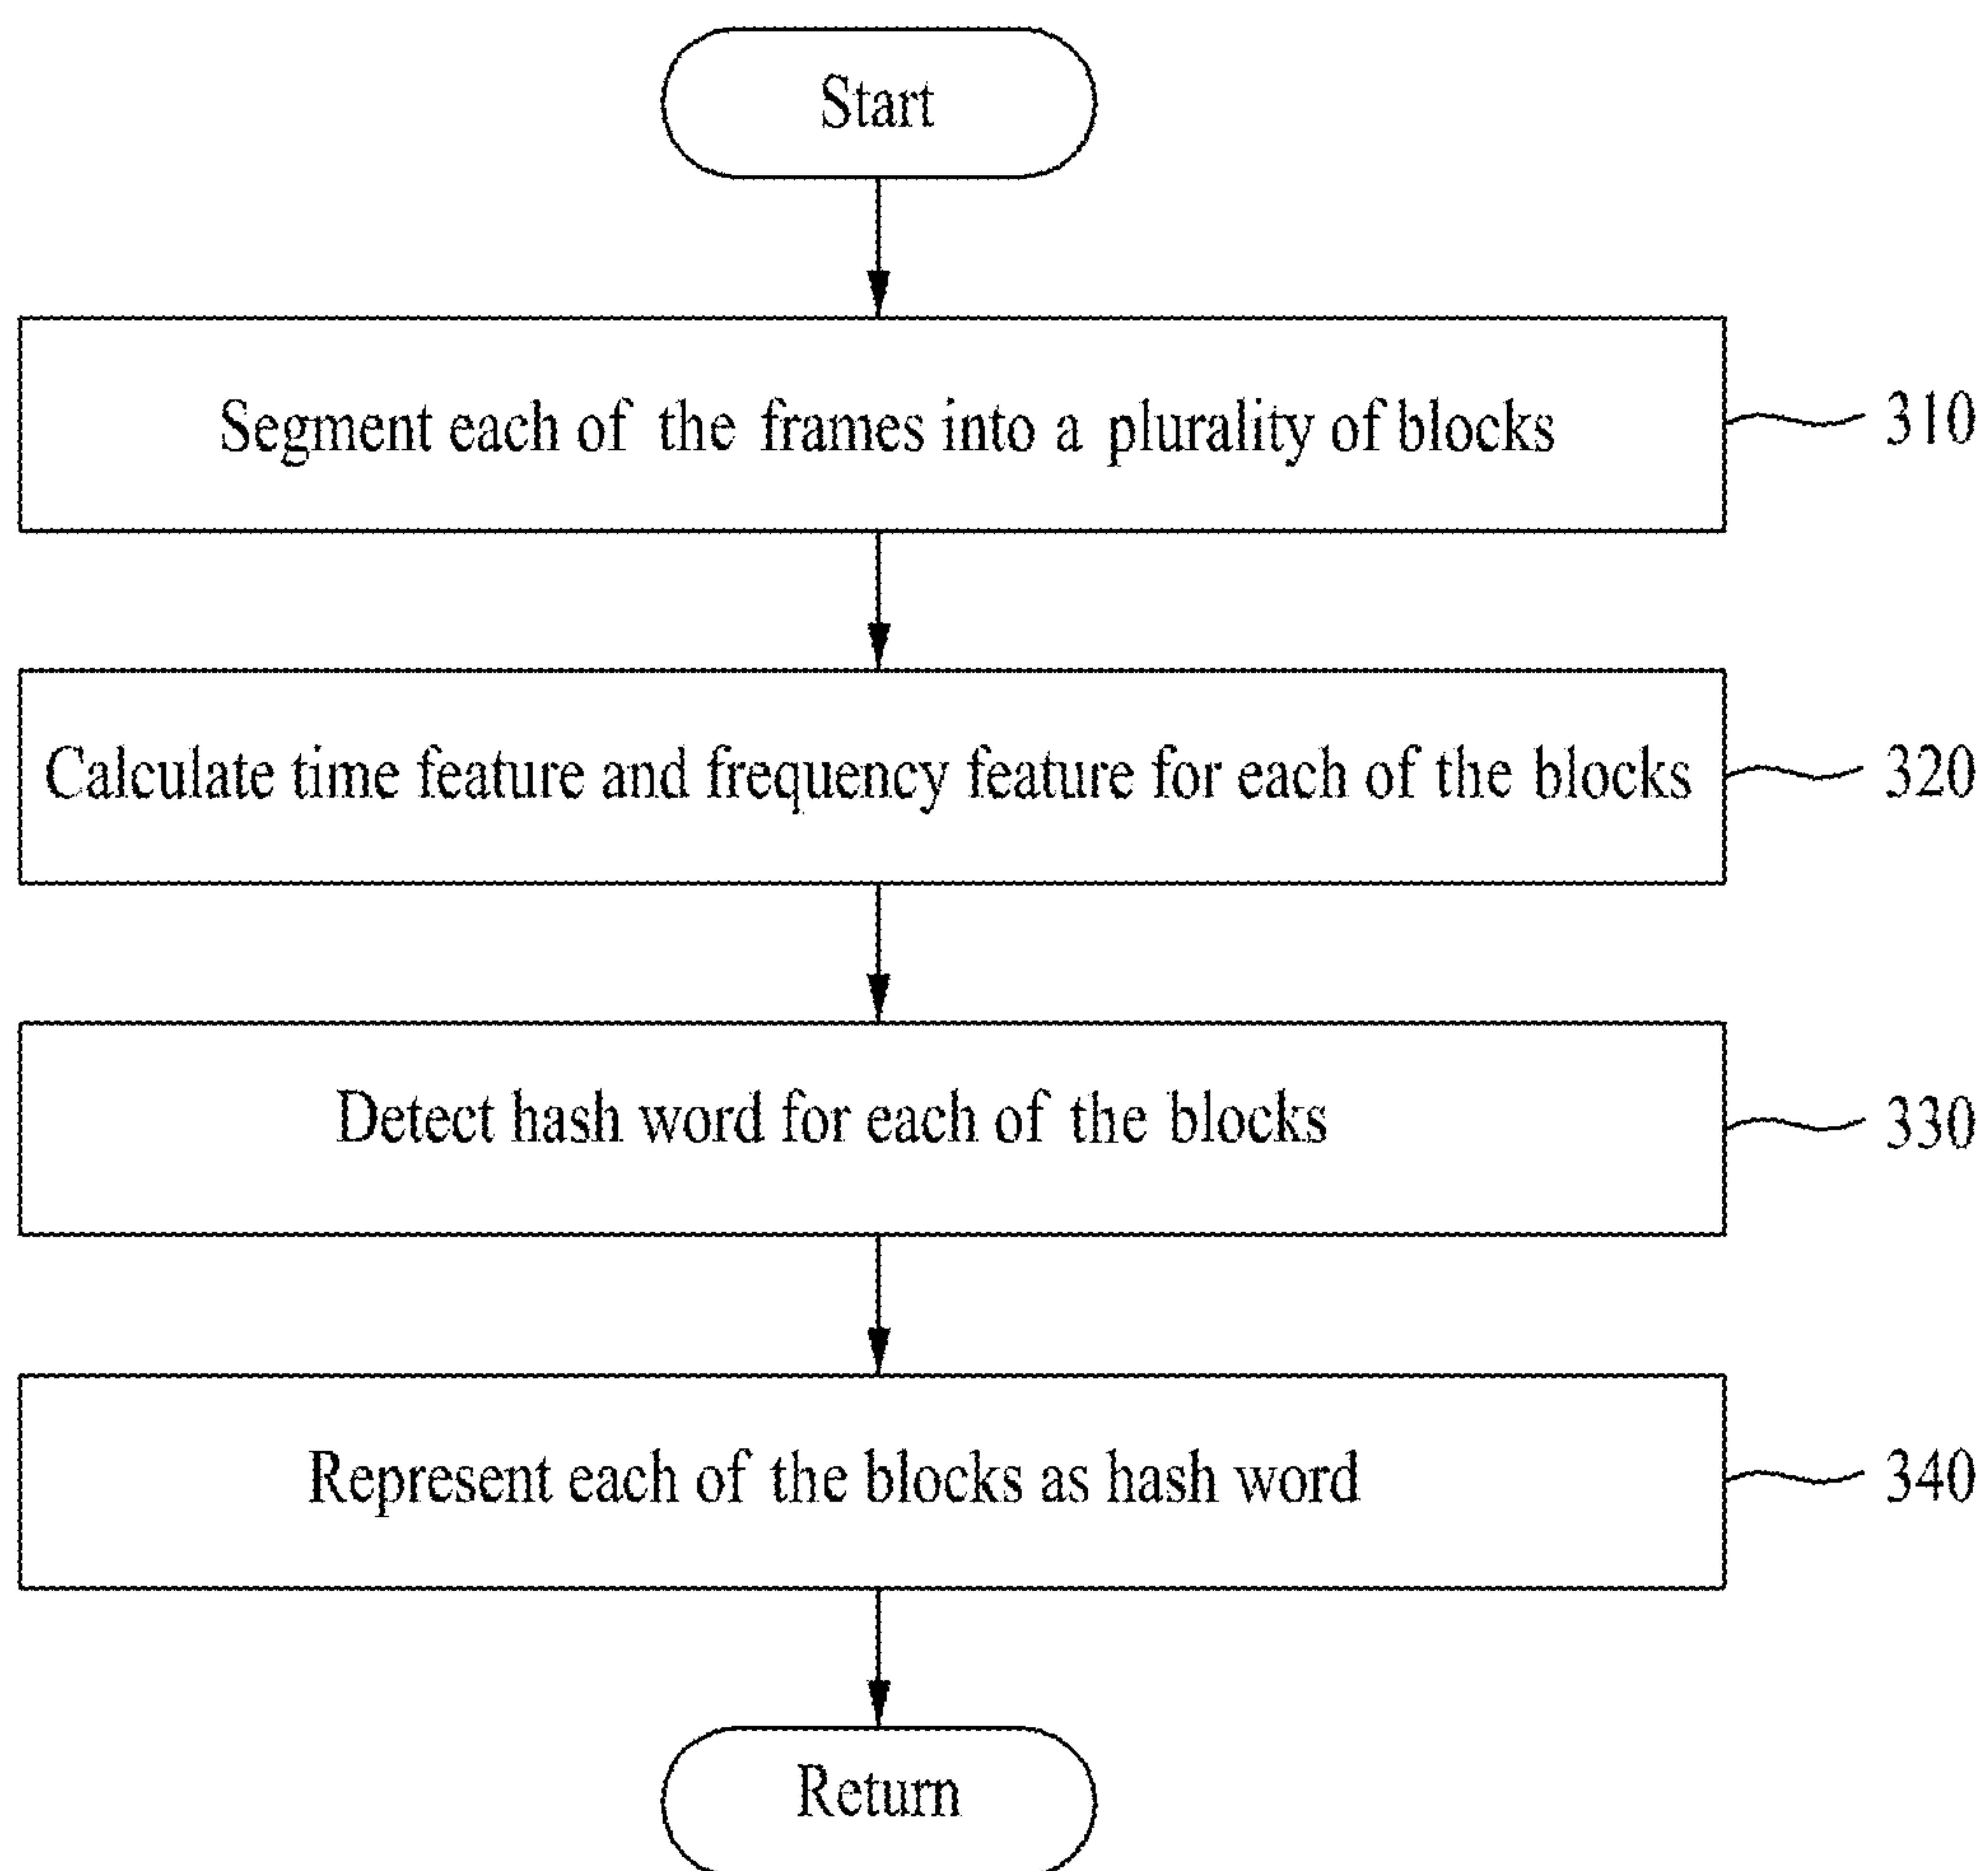 Start
Segment each of the frames into a plurality of blocks
310
Calculate time feature and frequency feature for each of the blocks
320
Detect hash word for each of the blocks
330
Represent each of the blocks as hash word
340
Return